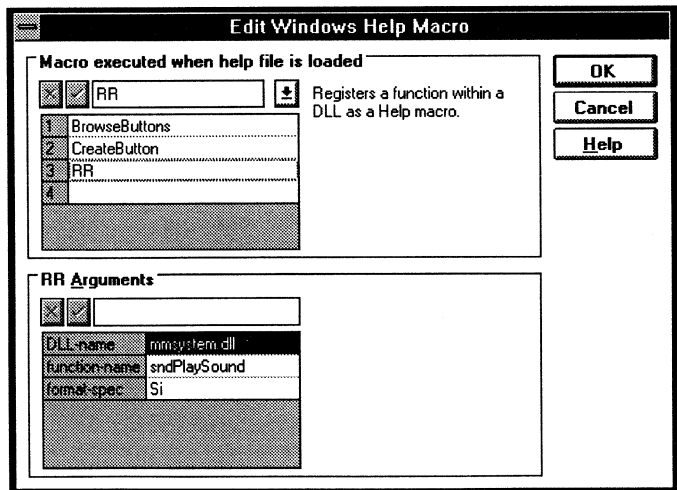 Edit Windows Help Macro
Macro executed when help file is loaded
RR
Registers a function within a
DLL as a Help macro.
1 BrowseButtons
2 CreateButton
3 RR
4
OK
Cancel
Help
RR Arguments
DLL-name mmsystem.dll
function-name sndPlaySound
format-spec Si